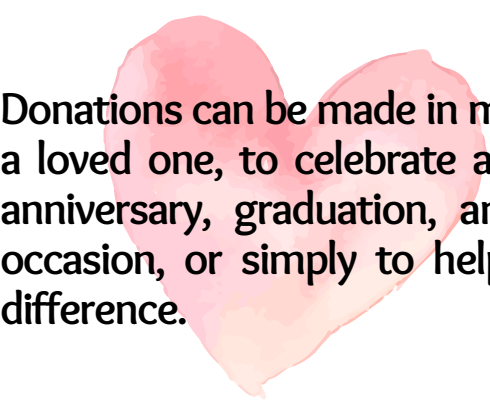 Donations can be made in
a loved one, to celebrate
anniversary, graduation,
occasion, or simply to
difference.